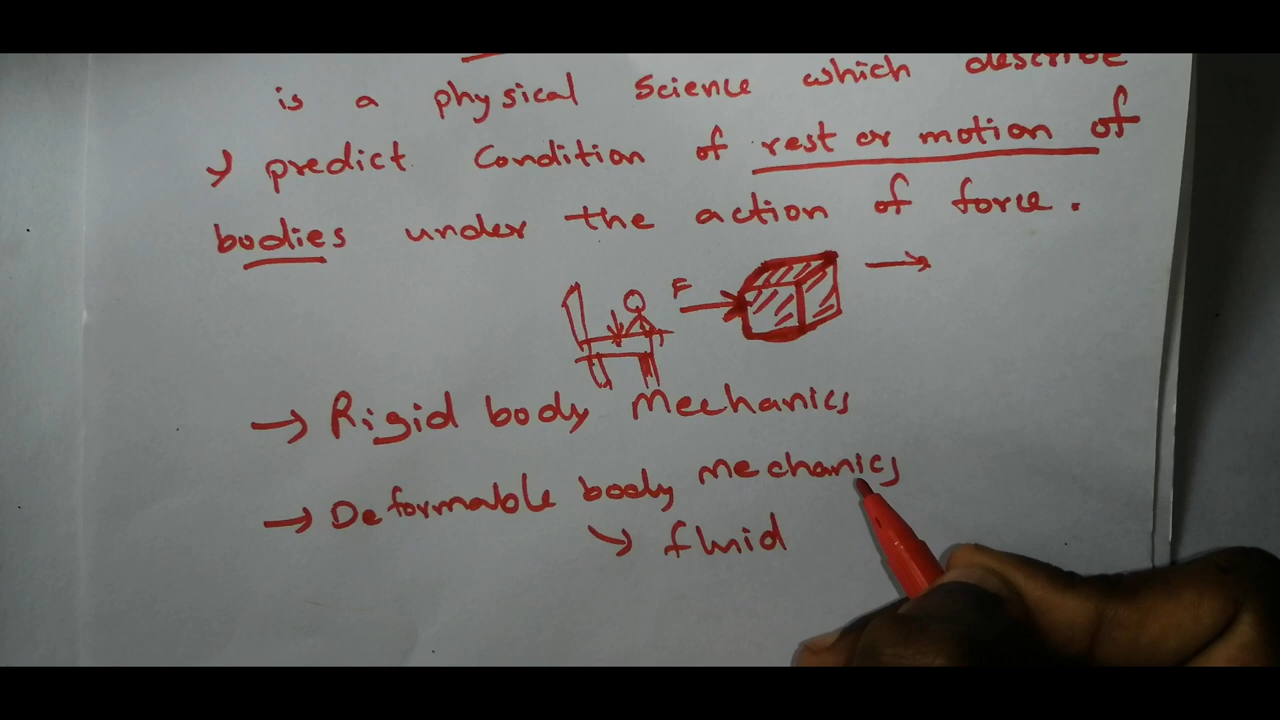 is a physical science which describe
↳ predict condition of rest or motion of
bodies under the action of force.
F
→ Rigid body Mechanics
→ Deformable body mechanics
↘ fluid